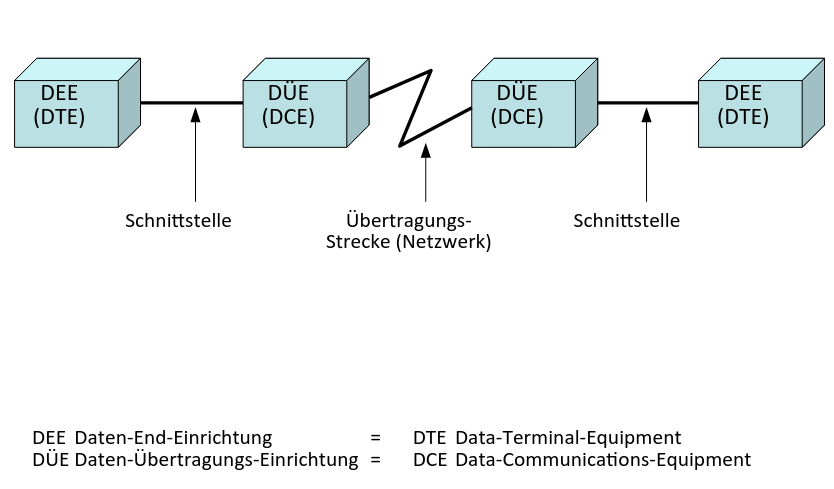 DEE
(DTE)
DÜE
(DCE)
DÜE
(DCE)
DEE
(DTE)
Schnittstelle
Übertragungs-
Strecke (Netzwerk)
Schnittstelle
DEE Daten-End-Einrichtung = DTE Data-Terminal-Equipment
DÜE Daten-Übertragungs-Einrichtung = DCE Data-Communications-Equipment